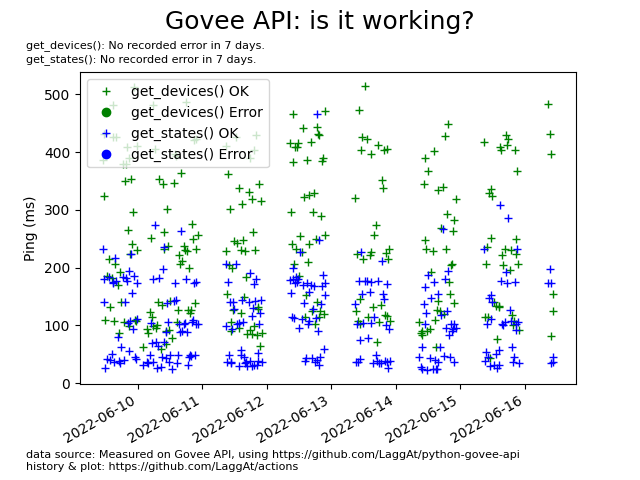 Govee API: is it working?
get_devices(): No recorded error in 7 days.
get_states(): No recorded error in 7 days.
get_devices() OK
get_devices() Error
get_states() OK
get_states() Error
Ping (ms)
500
400
300
200
100
0
2022-06-10
2022-06-11
2022-06-12
2022-06-13
2022-06-14
2022-06-15
2022-06-16
data source: Measured on Govee API, using https://github.com/LaggAt/python-govee-api
history & plot: https://github.com/LaggAt/actions